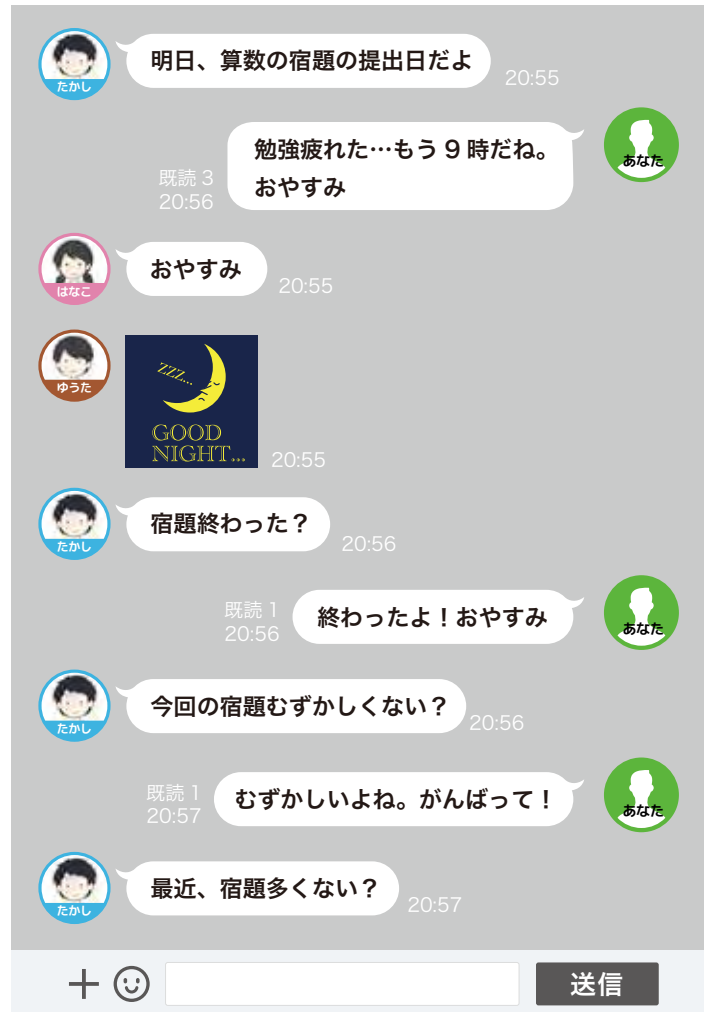 明日、算数の宿題の提出日だよ
たかし
20:55
勉強疲れた…もう9時だね。
おやすみ
あなた
既読 3
20:56
おやすみ
はなこ
20:55
ゆうた
ZZZ...
GOOD
NIGHT...
20:55
宿題終わった?
たかし
20:56
終わったよ!おやすみ
あなた
既読 1
20:56
今回の宿題むずかしくない?
たかし
20:56
むずかしいよね。がんばって!
あなた
既読 1
20:57
最近、宿題多くない?
たかし
20:57
送信